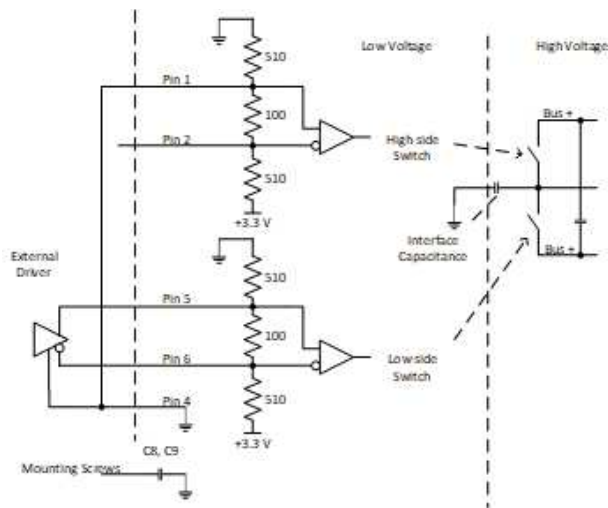 510
Low Voltage
High Voltage
Pin 1
100
Bus +
Pin 2
High-side
Switch
510
+3.3 V
Interface
Capacitance
Bus +
External
Driver
510
Pin 5
100
Pin 6
Low-side
Switch
510
Pin 4
+3.3 V
C8, C9
Mounting Screws